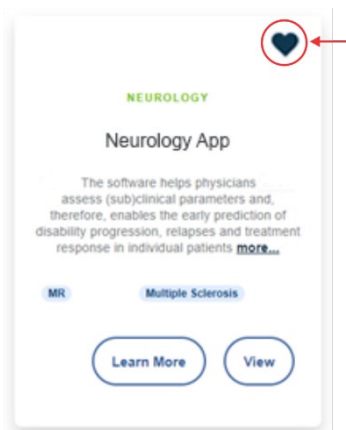 NEUROLOGY
Neurology App
The software helps physicians
assess (sub)clinical parameters and,
therefore, enables the early prediction of
disability progression, relapses and treatment
response in individual patients more...
MR Multiple Sclerosis
Learn More View